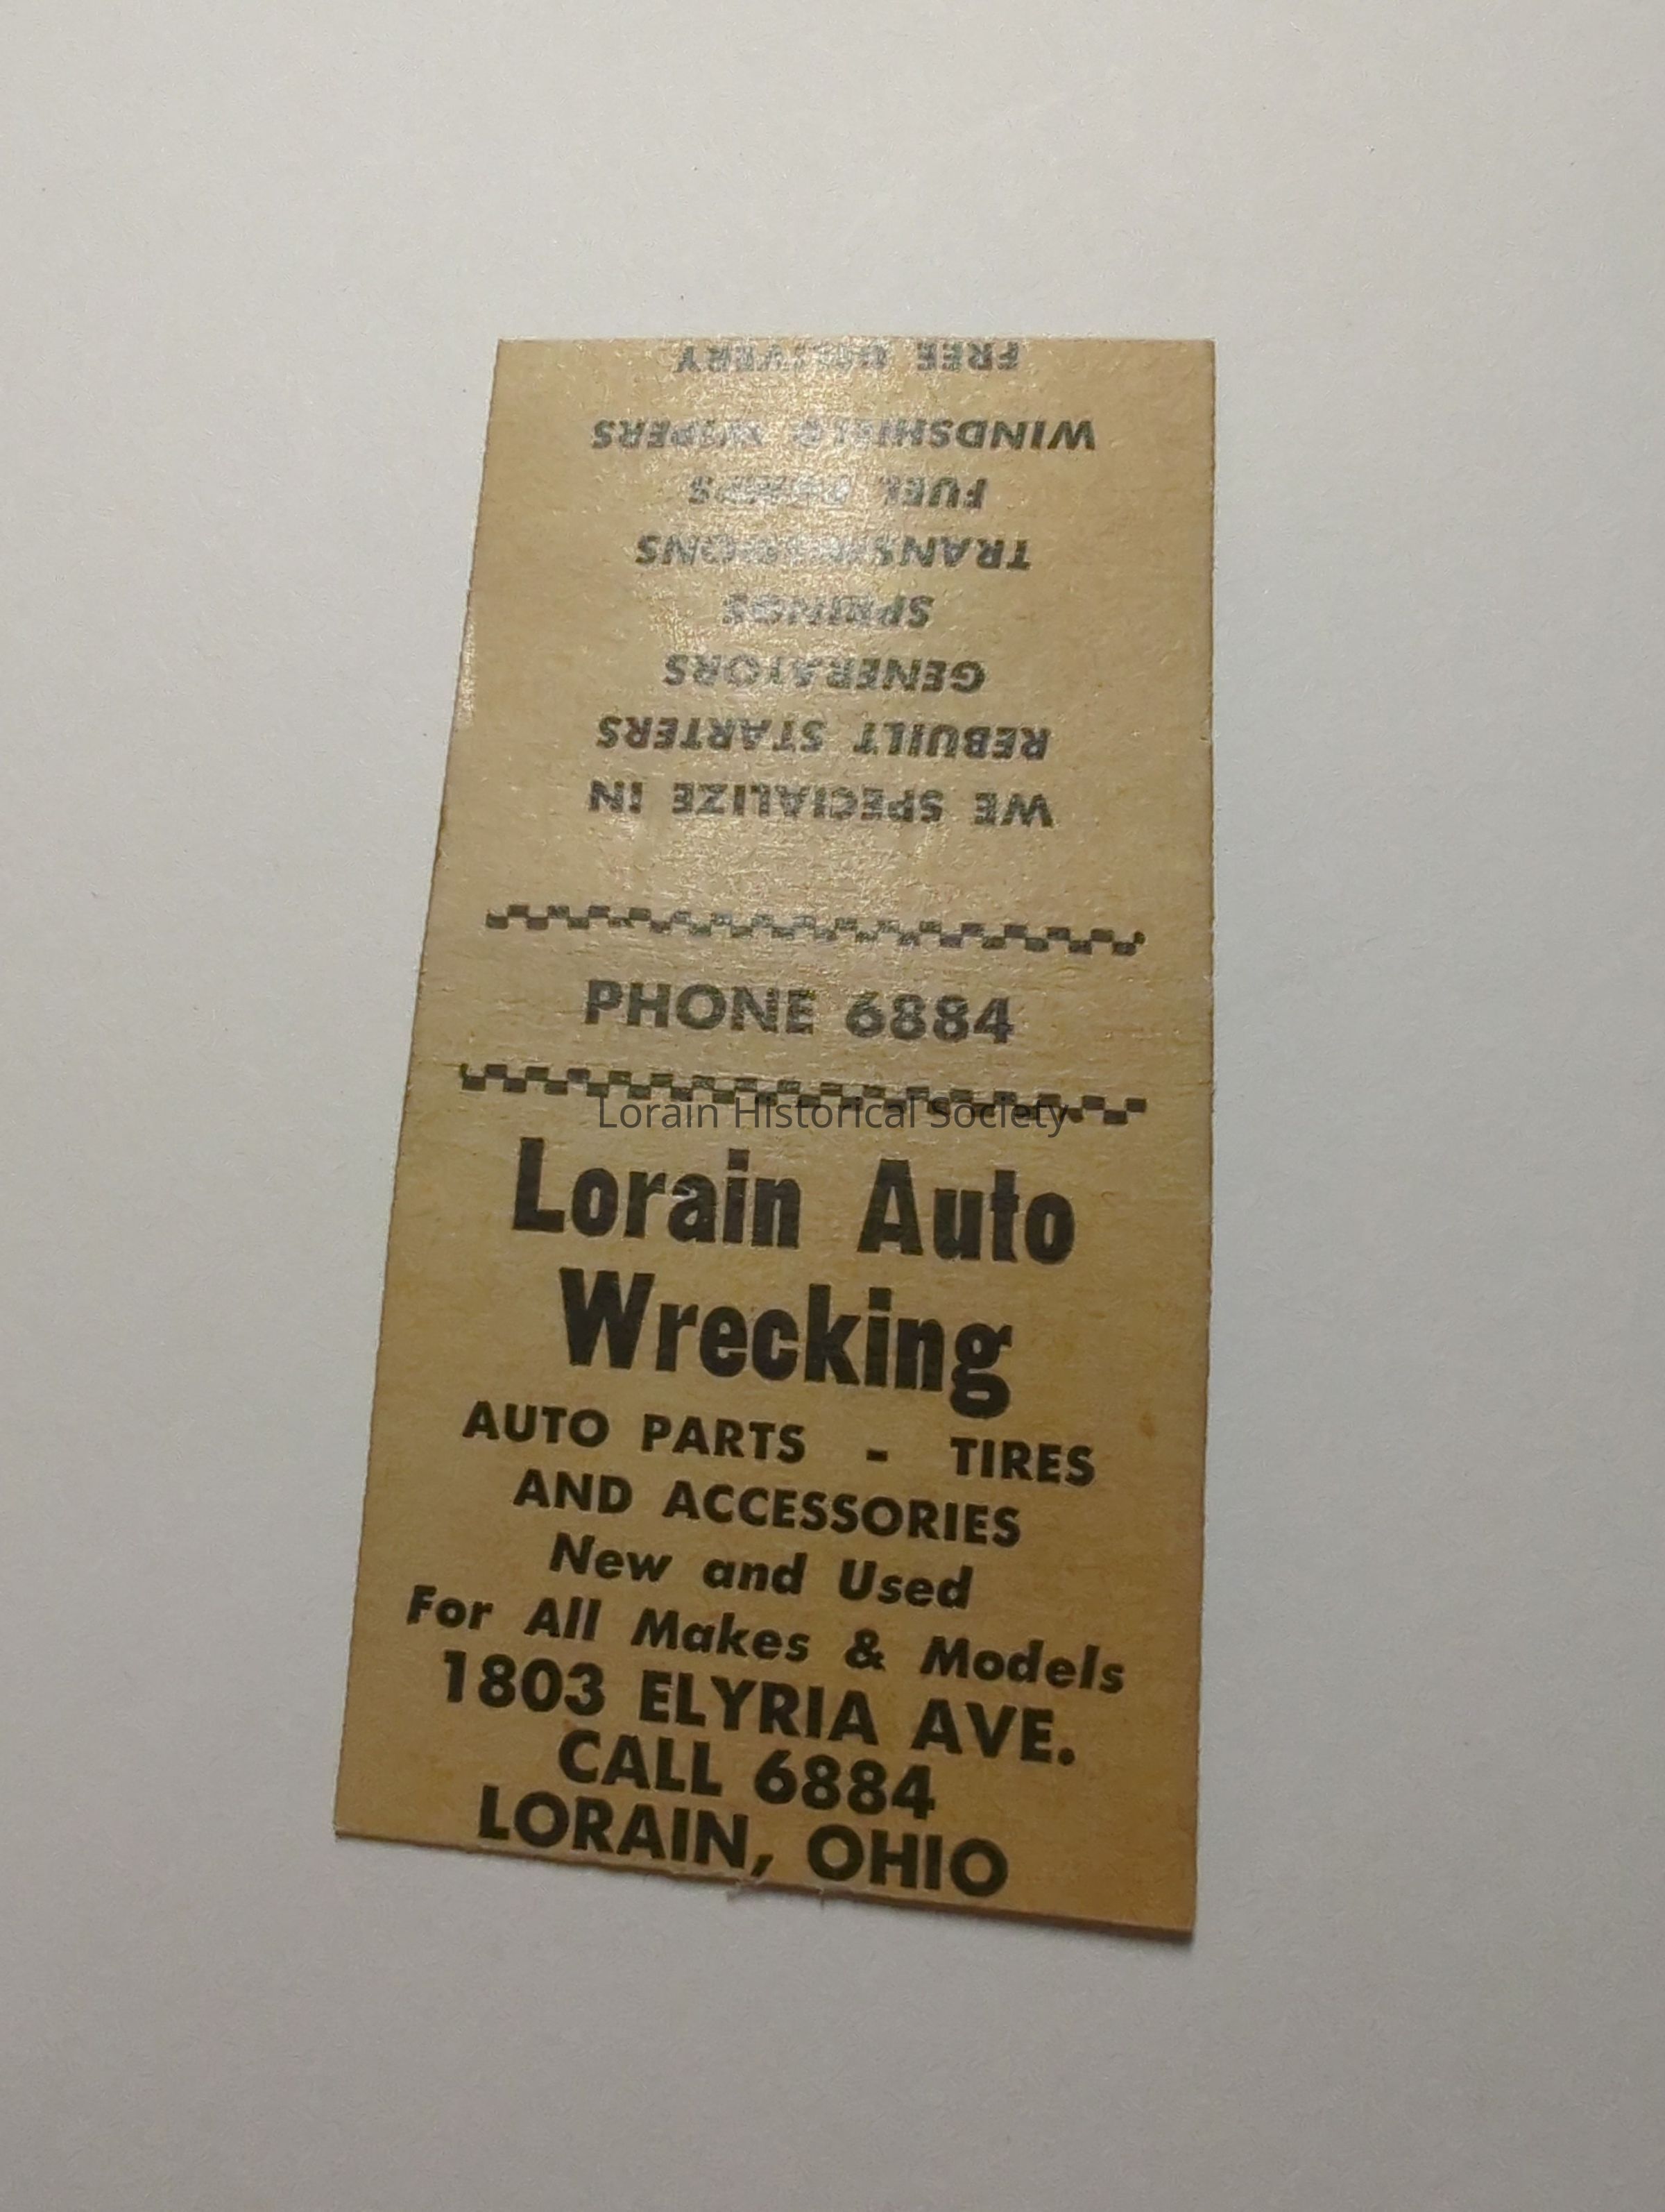 WE SPECIALIZE IN
REBUILT STARTERS
GENERATORS
SPRINGS
TRANSMISSIONS
FUEL PUMPS
WINDSHIELD WIPERS
FREE DELIVERY
PHONE 6884
Lorain Historical Society
Lorain Auto
Wrecking
AUTO PARTS - TIRES
AND ACCESSORIES
New and Used
For All Makes & Models
1803 ELYRIA AVE.
CALL 6884
LORAIN, OHIO